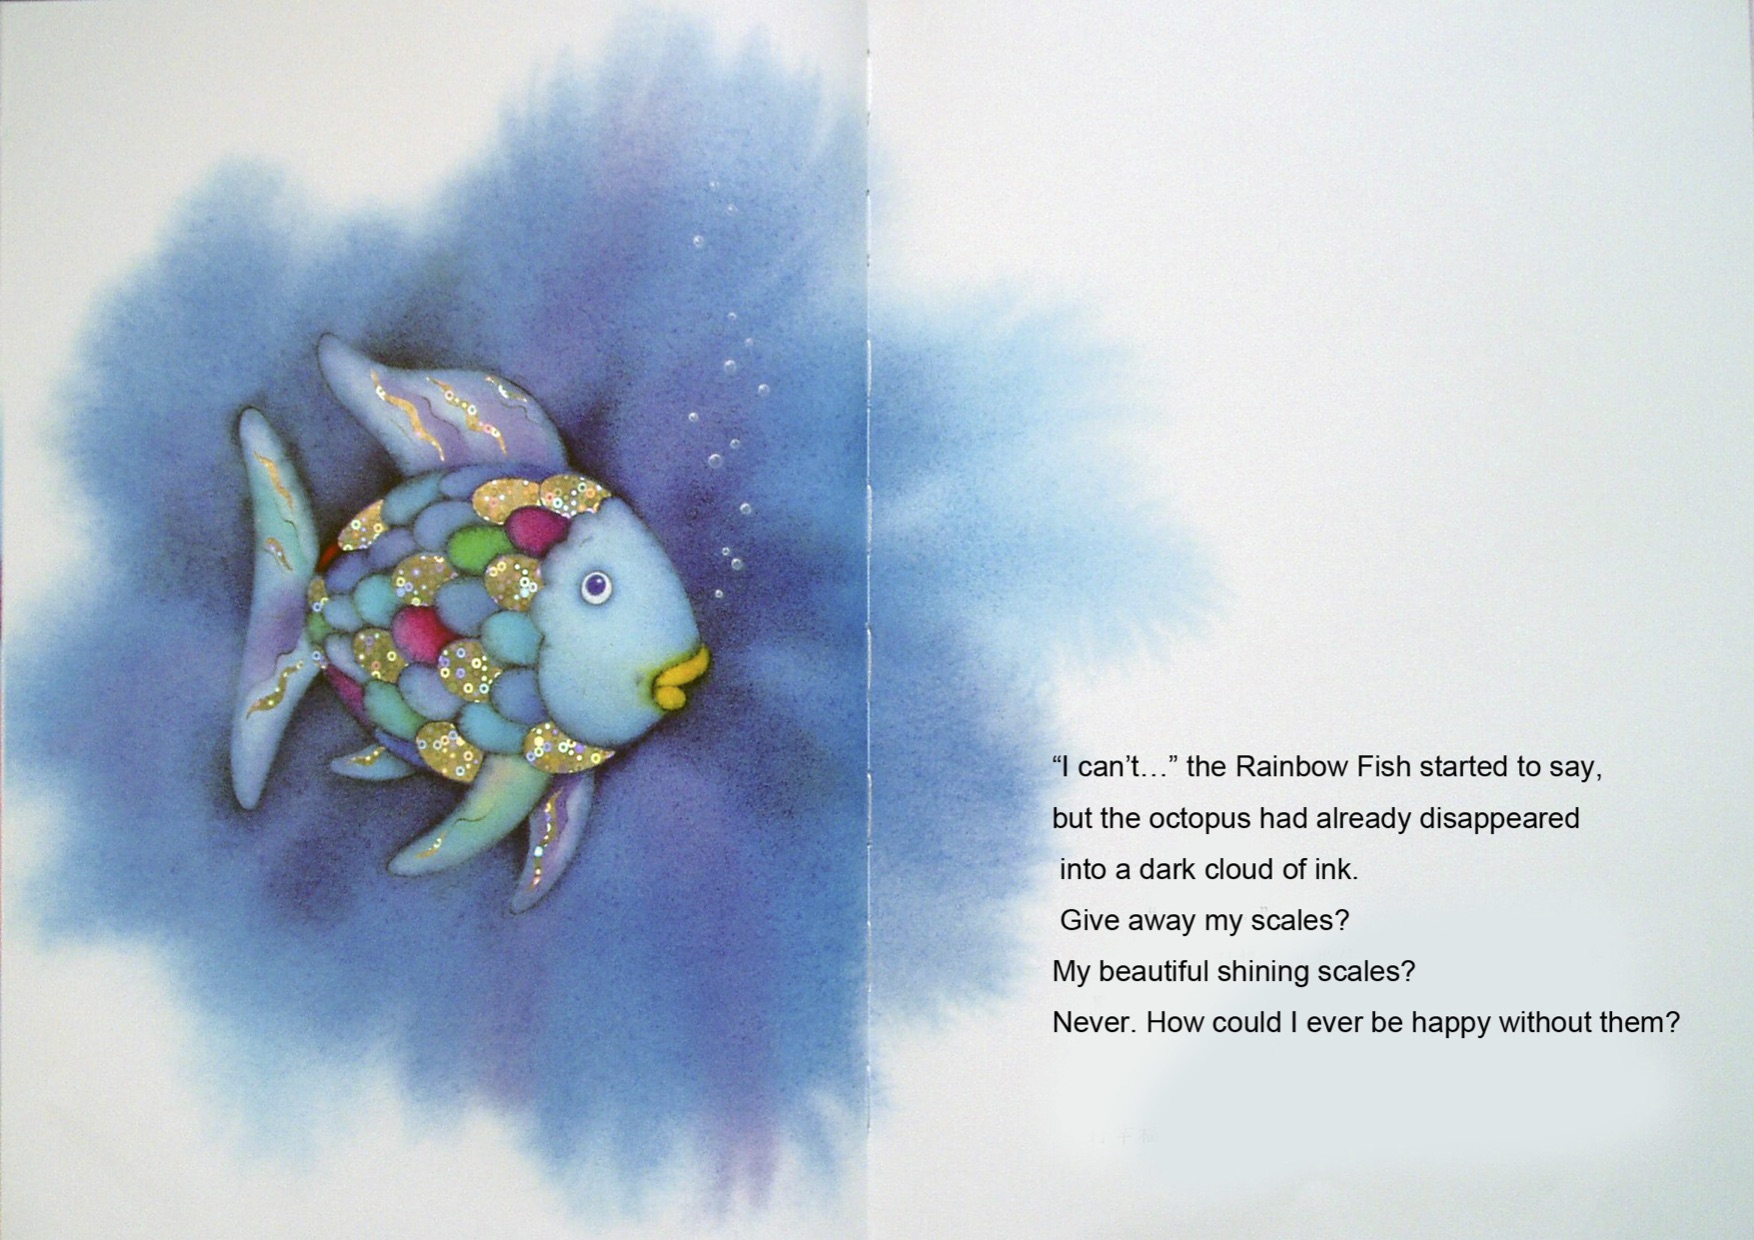 “I can’t…” the Rainbow Fish started to say,
but the octopus had already disappeared
into a dark cloud of ink.
Give away my scales?
My beautiful shining scales?
Never. How could I ever be happy without them?